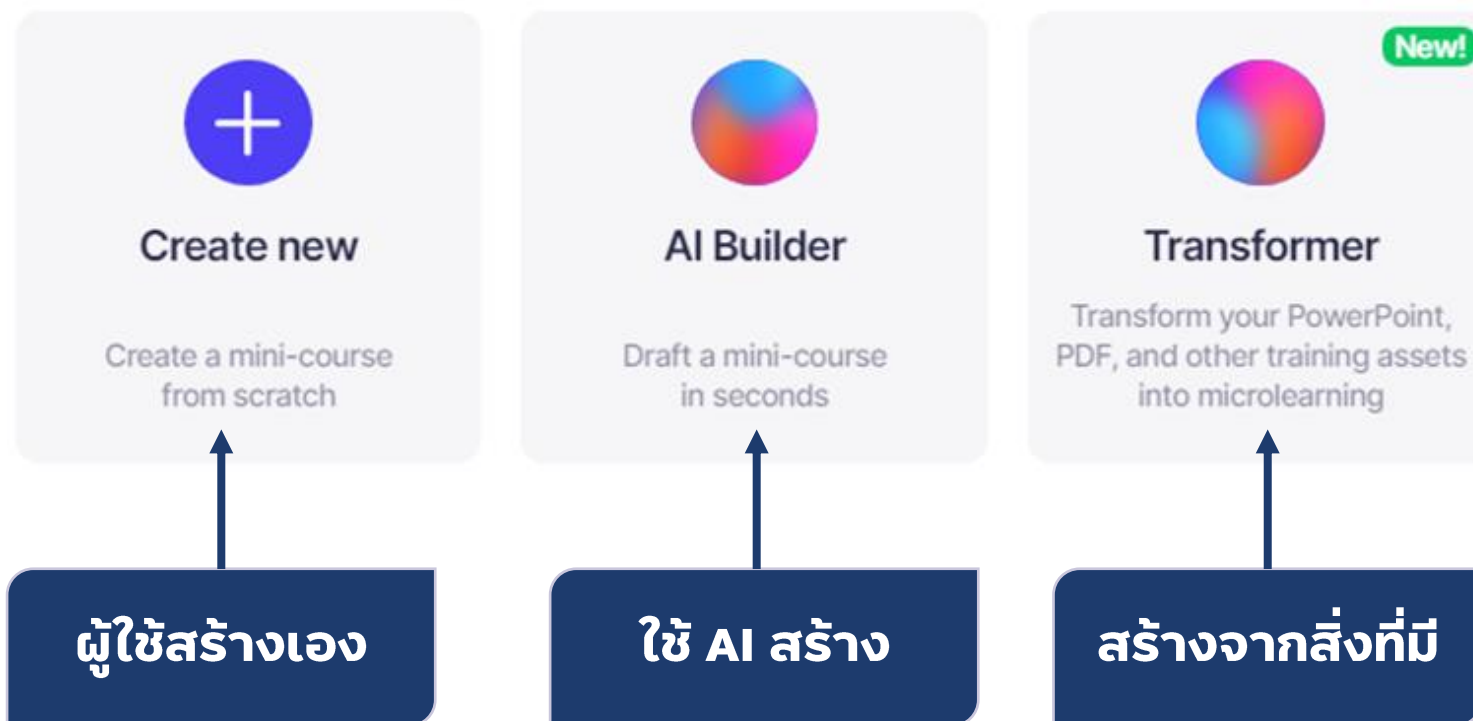 New!
Create new
Create a mini-course
from scratch
AI Builder
Draft a mini-course
in seconds
Transformer
Transform your PowerPoint,
PDF, and other training assets
into microlearning
ผู้ใช้สร้างเอง
ใช้ AI สร้าง
สร้างจากสิ่งที่มี